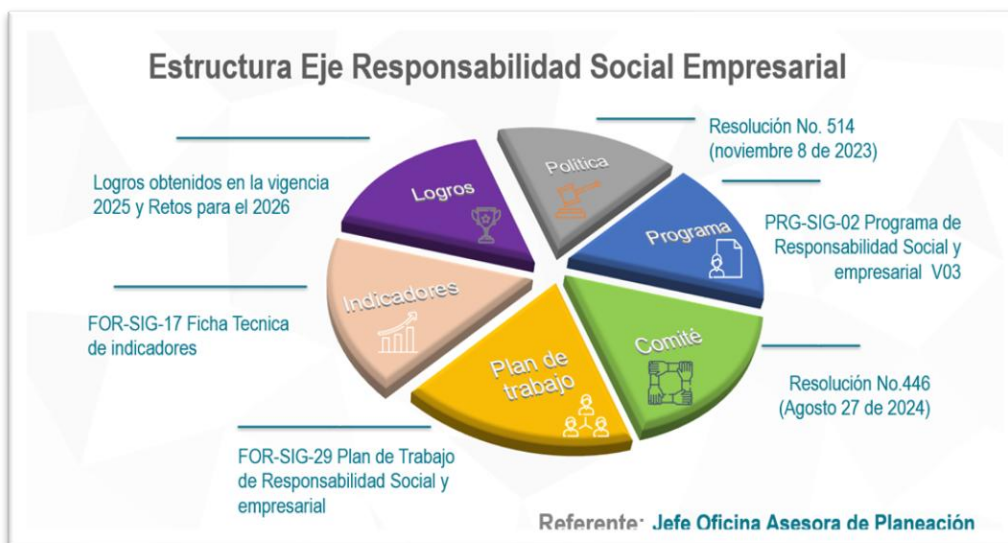 Estructura Eje Responsabilidad Social Empresarial
Logros obtenidos en la vigencia
2025 y Retos para el 2026
Logros
Política
Resolución No. 514
(noviembre 8 de 2023)
Programa
PRG-SIG-02 Programa de
Responsabilidad Social y
empresarial V03
Indicadores
FOR-SIG-17 Ficha Tecnica
de indicadores
Plan de
trabajo
Comité
Resolución No.446
(Agosto 27 de 2024)
FOR-SIG-29 Plan de Trabajo
de Responsabilidad Social y
empresarial
Referente: Jefe Oficina Asesora de Planeación